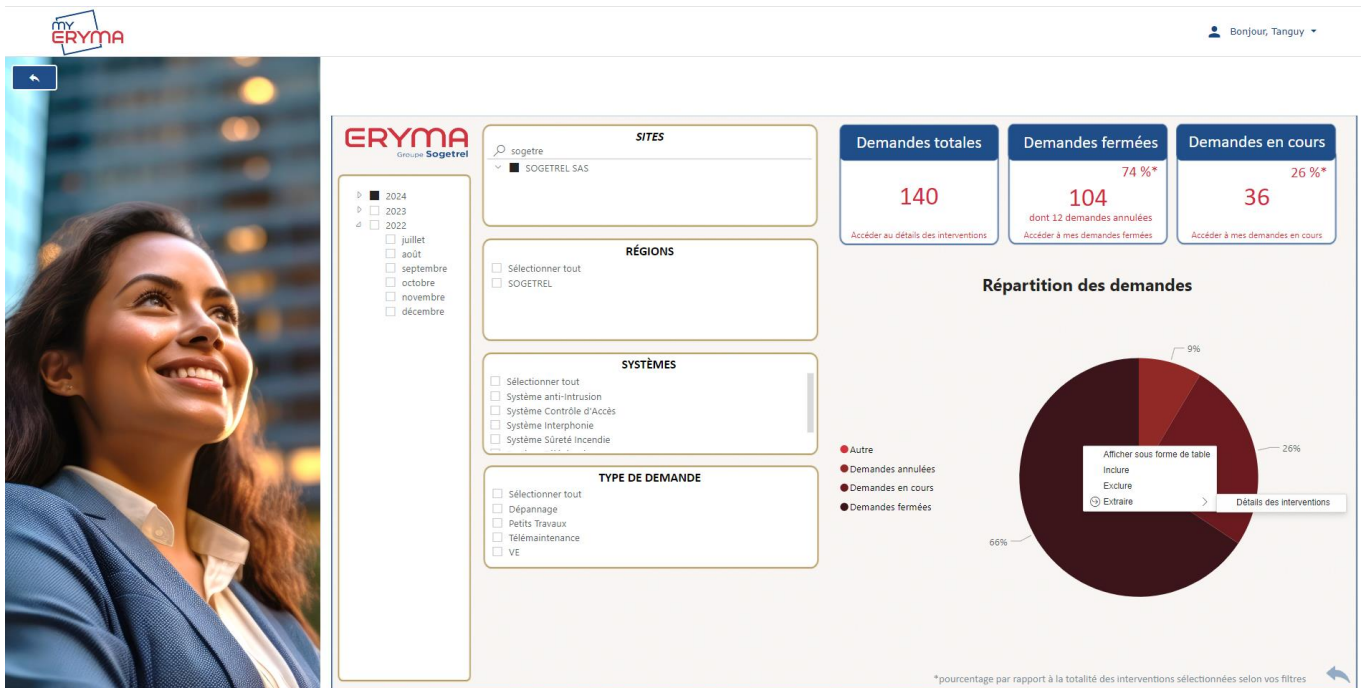 MY
ERYMA
Bonjour, Tanguy
ERYMA
Groupe Sogetrel
2024
2023
2022
juillet
août
septembre
octobre
novembre
décembre
SITES
sogetre
SOGETREL SAS
RÉGIONS
Sélectionner tout
SOGETREL
SYSTÈMES
Sélectionner tout
Système anti-Intrusion
Système Contrôle d'Accès
Système Interphonie
Système Sûreté Incendie
TYPE DE DEMANDE
Sélectionner tout
Dépannage
Petits Travaux
Télémaintenance
VE
Demandes totales
140
Accéder au détails des interventions
Demandes fermées
74 %*
104
dont 12 demandes annulées
Accéder à mes demandes fermées
Demandes en cours
26 %*
36
Accéder à mes demandes en cours
Répartition des demandes
Autre
Demandes annulées
Demandes en cours
Demandes fermées
9%
26%
66%
Afficher sous forme de table
Inclure
Exclure
Extraire
Détails des interventions
*pourcentage par rapport à la totalité des interventions sélectionnées selon vos filtres